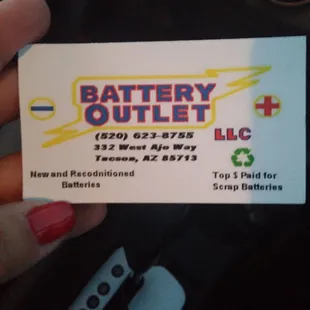 BATTERY
OUTLET
LLC
(520) 623-8755
332 West Ajo Way
Tucson, AZ 85713
New and Recodnitioned
Batteries
Top $ Paid for
Scrap Batteries